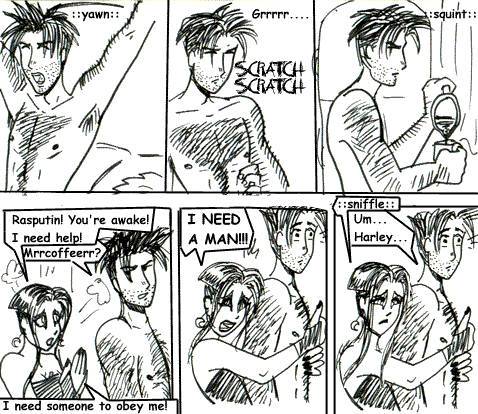 ::yawn::
Grrrrr....
SCRATCH
SCRATCH
::squint::
Rasputin! You're awake!
I need help!
Mrrcoffeerr?
I need someone to obey me!
I NEED
A MAN!!!
::sniffle::
Um...
Harley...